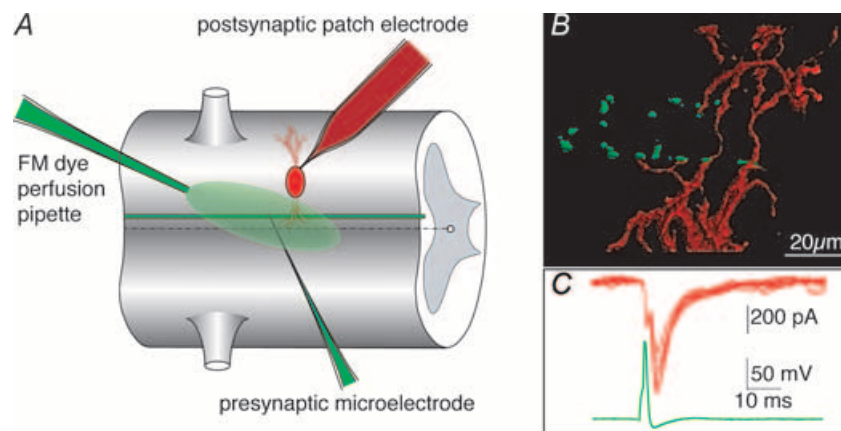 A
postsynaptic patch electrode
FM dye
perfusion
pipette
presynaptic microelectrode
B
20µm
C
200 pA
50 mV
10 ms